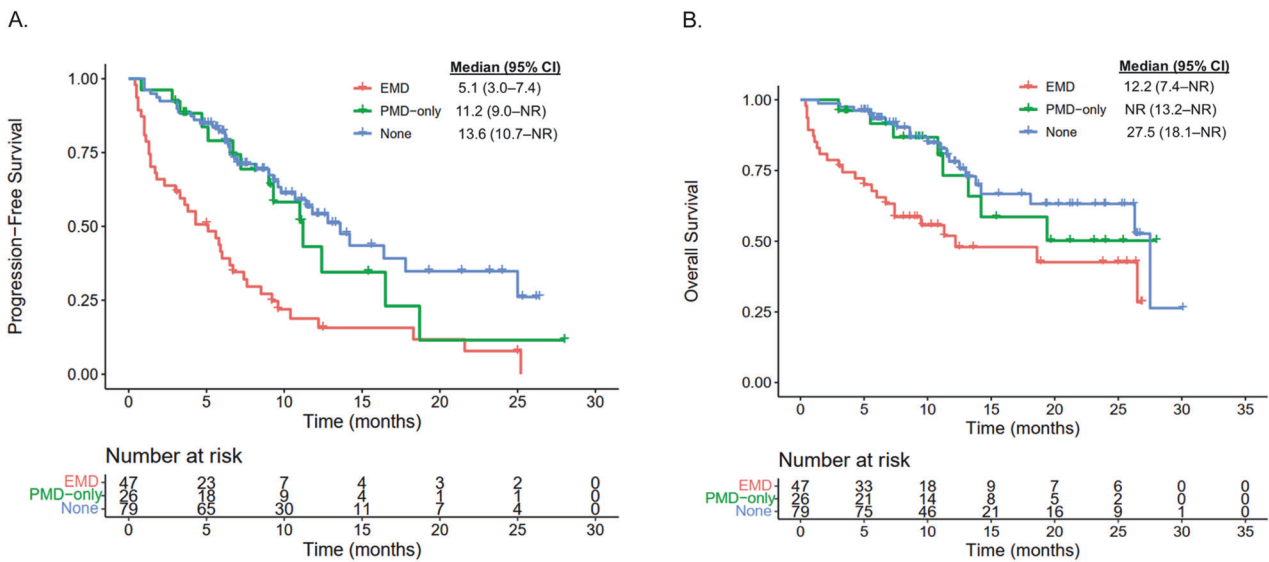 A.
Median (95% CI)
EMD 5.1 (3.0–7.4)
PMD−only 11.2 (9.0–NR)
None 13.6 (10.7–NR)
Progression−Free Survival
1.00
0.75
0.50
0.25
0.00
0 5 10 15 20 25 30
Time (months)
Number at risk
EMD 47 23 7 4 3 2 0
PMD−only 26 18 9 4 1 1 0
None 79 65 30 11 7 4 0
0 5 10 15 20 25 30
Time (months)
B.
Median (95% CI)
EMD 12.2 (7.4–NR)
PMD−only NR (13.2–NR)
None 27.5 (18.1–NR)
Overall Survival
1.00
0.75
0.50
0.25
0.00
0 5 10 15 20 25 30 35
Time (months)
Number at risk
EMD 47 33 18 9 7 6 0 0
PMD−only 26 21 14 8 5 2 0 0
None 79 75 46 21 16 9 1 0
0 5 10 15 20 25 30 35
Time (months)